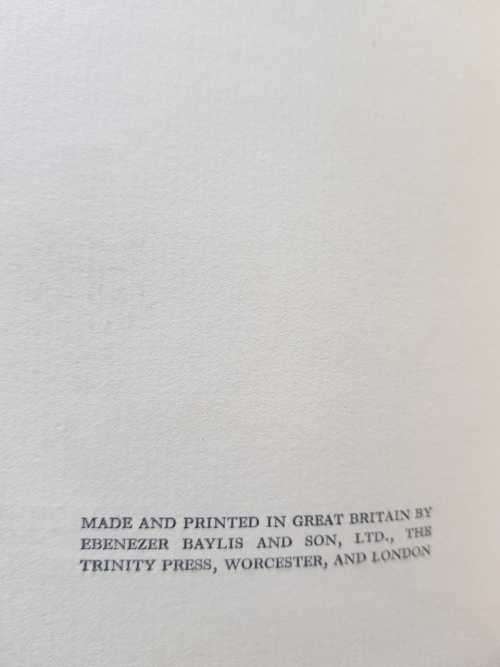 MADE AND PRINTED IN GREAT BRITAIN BY
EBENEZER BAYLIS AND SON, LTD., THE
TRINITY PRESS, WORCESTER, AND LONDON